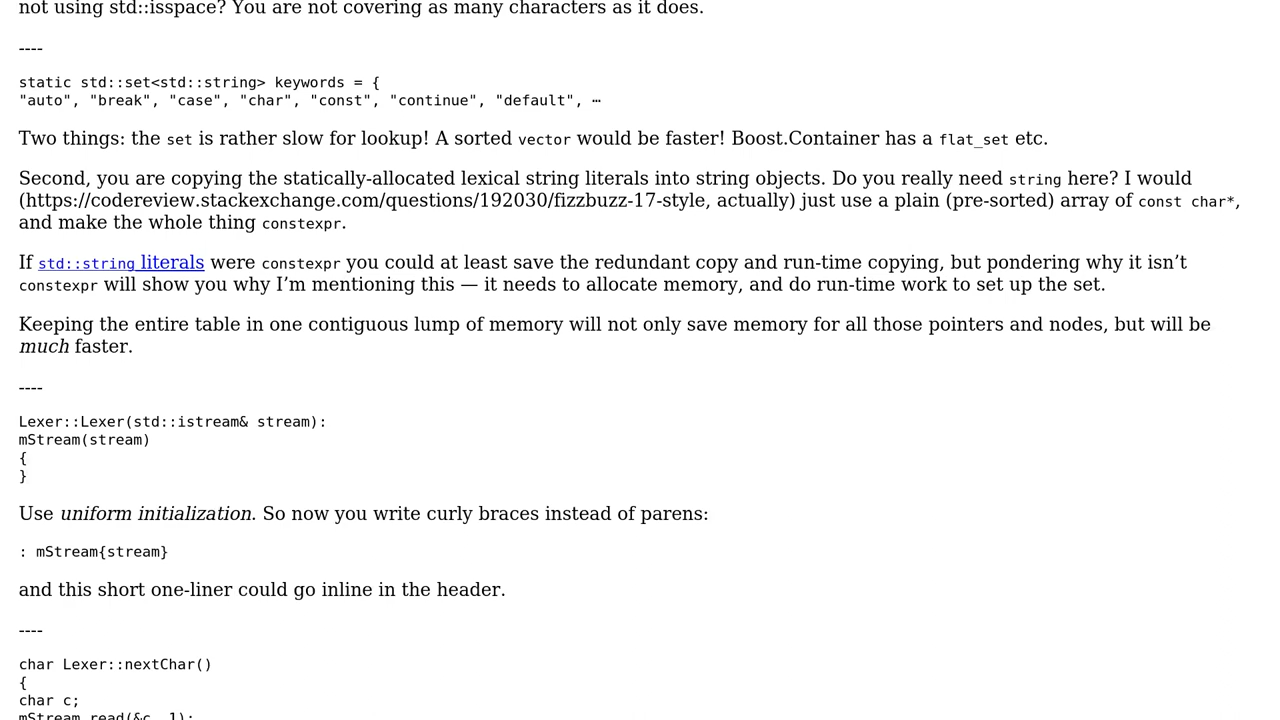 not using std::isspace? You are not covering as many characters as it does.
----
static std::set<std::string> keywords = {
"auto", "break", "case", "char", "const", "continue", "default", ⋯
Two things: the set is rather slow for lookup! A sorted vector would be faster! Boost.Container has a flat_set etc.
Second, you are copying the statically-allocated lexical string literals into string objects. Do you really need string here? I would
(https://codereview.stackexchange.com/questions/192030/fizzbuzz-17-style, actually) just use a plain (pre-sorted) array of const char*,
and make the whole thing constexpr.
If std::string literals were constexpr you could at least save the redundant copy and run-time copying, but pondering why it isn’t
constexpr will show you why I’m mentioning this — it needs to allocate memory, and do run-time work to set up the set.
Keeping the entire table in one contiguous lump of memory will not only save memory for all those pointers and nodes, but will be
much faster.
----
Lexer::Lexer(std::istream& stream):
mStream(stream)
{
}
Use uniform initialization. So now you write curly braces instead of parens:
: mStream{stream}
and this short one-liner could go inline in the header.
----
char Lexer::nextChar()
{
char c;
mStream.read(&c, 1);